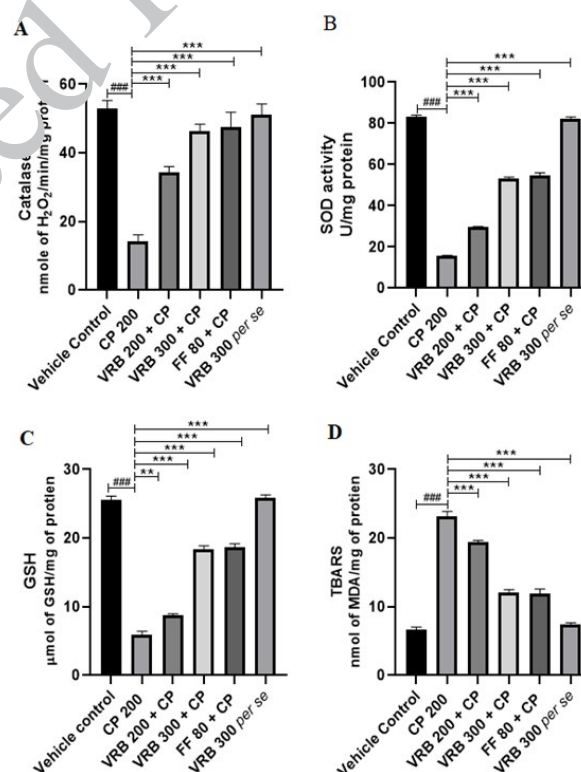 A
***
***
***
***
###
60
40
20
0
Catalase
nmole of H₂O₂/min/mg protein
Vehicle Control
CP 200
VRB 200 + CP
VRB 300 + CP
FF 80 + CP
VRB 300 per se
B
***
***
***
***
###
100
80
60
40
20
0
SOD activity
U/mg protein
Vehicle Control
CP 200
VRB 200 + CP
VRB 300 + CP
FF 80 + CP
VRB 300 per se
C
***
***
***
***
**
###
30
20
10
0
GSH
μmol of GSH/mg of protien
Vehicle control
CP 200
VRB 200 + CP
VRB 300 + CP
FF 80 + CP
VRB 300 per se
D
***
***
***
***
###
30
20
10
0
TBARS
nmol of MDA/mg of protien
Vehicle Control
CP 200
VRB 200 + CP
VRB 300 + CP
FF 80 + CP
VRB 300 per se